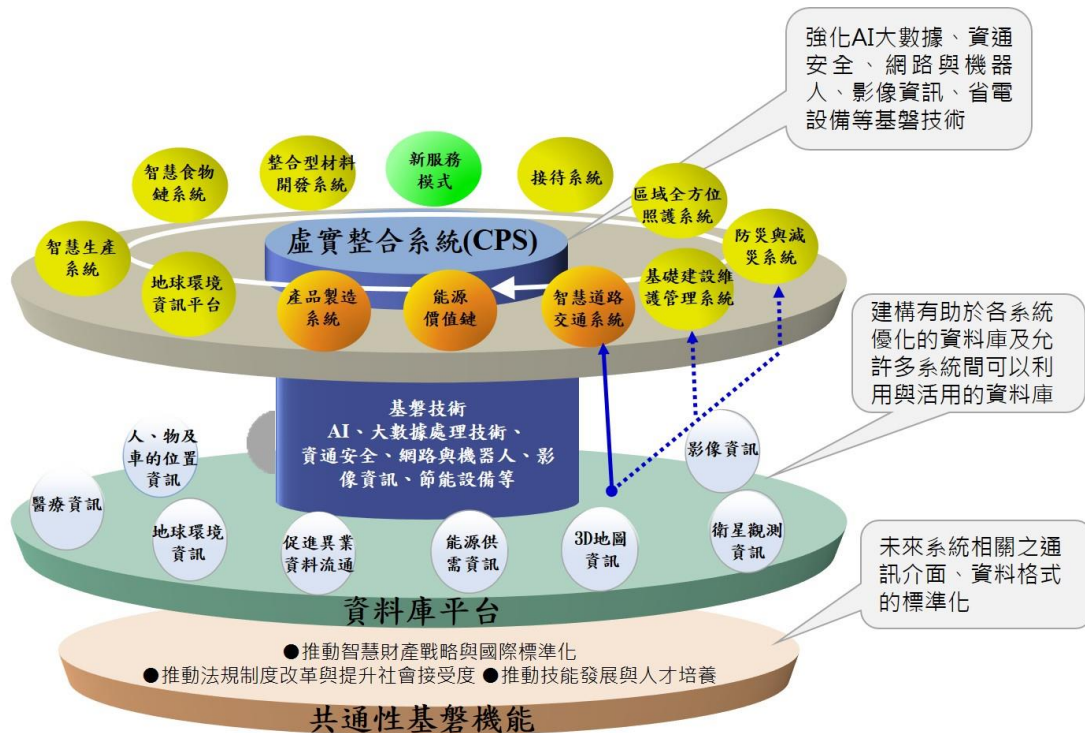 強化AI大數據、資通
安全、網路與機器
人、影像資訊、省電
設備等基磐技術
智慧食物
鏈系統
整合型材料
開發系統
新服務
模式
接待系統
區域全方位
照護系統
防災與減
災系統
智慧生產
系統
虛實整合系統(CPS)
地球環境
資訊平台
產品製造
系統
能源
價值鏈
智慧道路
交通系統
基礎建設維
護管理系統
建構有助於各系統
優化的資料庫及允
許多系統間可以利
用與活用的資料庫
基磐技術
AI、大數據處理技術、
資通安全、網路與機器人、影
像資訊、節能設備等
人、物及
車的位置
資訊
影像資訊
醫療資訊
地球環境
資訊
促進異業
資料流通
能源供
需資訊
3D地圖
資訊
衛星觀測
資訊
未來系統相關之通
訊介面、資料格式
的標準化
資料庫平台
●推動智慧財產戰略與國際標準化
●推動法規制度改革與提升社會接受度 ●推動技能發展與人才培養
共通性基磐機能